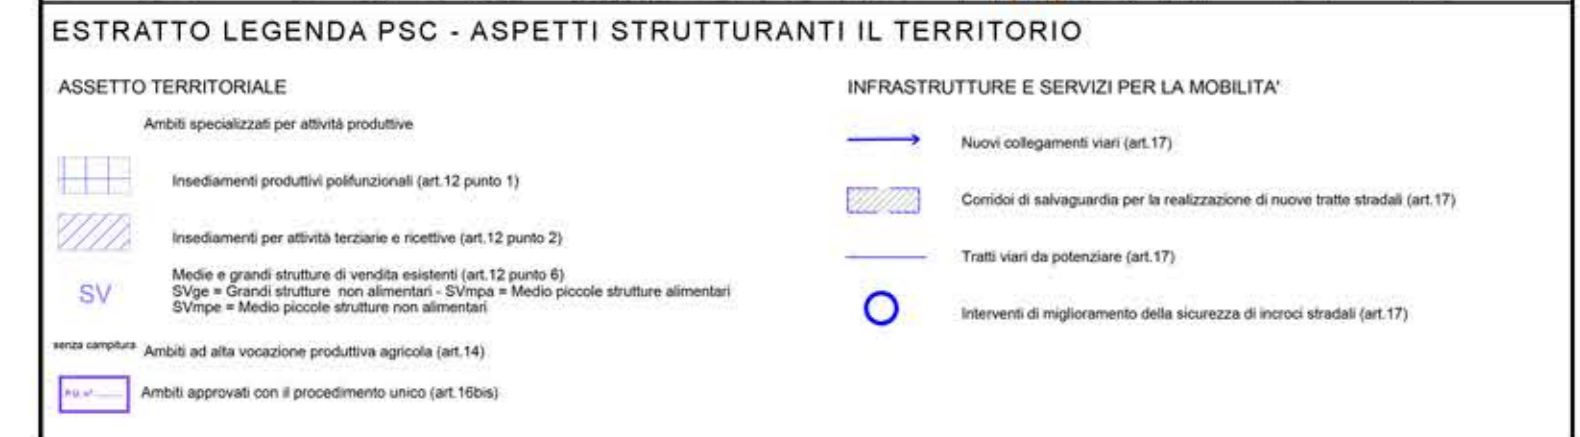 ESTRATTO LEGENDA PSC - ASPETTI STRUTTURANTI IL TERRITORIO
ASSETTO TERRITORIALE
Ambiti specializzati per attività produttive
Insediamenti produttivi polifunzionali (art.12 punto 1)
Insediamenti per attività terziarie e ricettive (art.12 punto 2)
SV
Medie e grandi strutture di vendita esistenti (art.12 punto 6)
SVge = Grandi strutture non alimentari - SVmpa = Medio piccole strutture alimentari
SVmpe = Medio piccole strutture non alimentari
senza campitura
Ambiti ad alta vocazione produttiva agricola (art.14)
Ambiti approvati con il procedimento unico (art.16bis)
INFRASTRUTTURE E SERVIZI PER LA MOBILITA'
Nuovi collegamenti viari (art.17)
Corridoi di salvaguardia per la realizzazione di nuove tratte stradali (art.17)
Tratti viari da potenziare (art.17)
Interventi di miglioramento della sicurezza di incroci stradali (art.17)